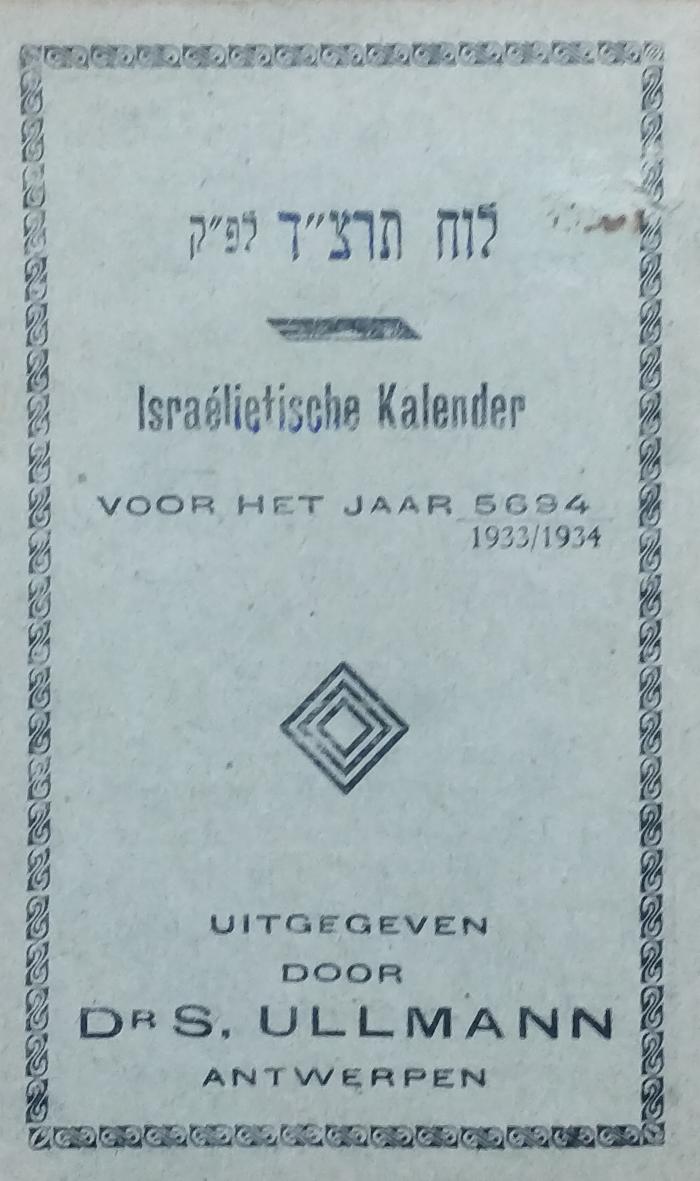 לוח תרצ״ד לפ״ק
Israélietische Kalender
VOOR HET JAAR 5694
1933/1934
UITGEGEVEN
DOOR
DR S. ULLMANN
ANTWERPEN